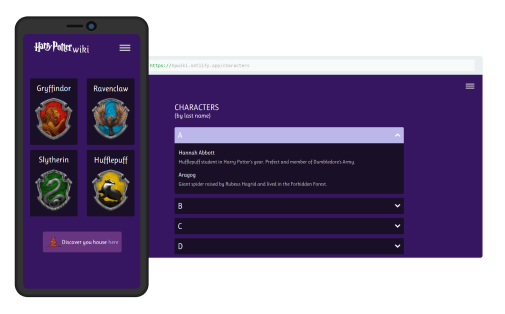 Harry Potter wiki
Gryffindor
Ravenclaw
Slytherin
Hufflepuff
Discover you house here
https://hpwiki.netlify.app/characters
CHARACTERS
(by last name)
A
Hannah Abbott
Hufflepuff student in Harry Potter's year. Prefect and member of Dumbledore's Army.
Aragog
Giant spider raised by Rubeus Hagrid and lived in the Forbidden Forest.
B
C
D